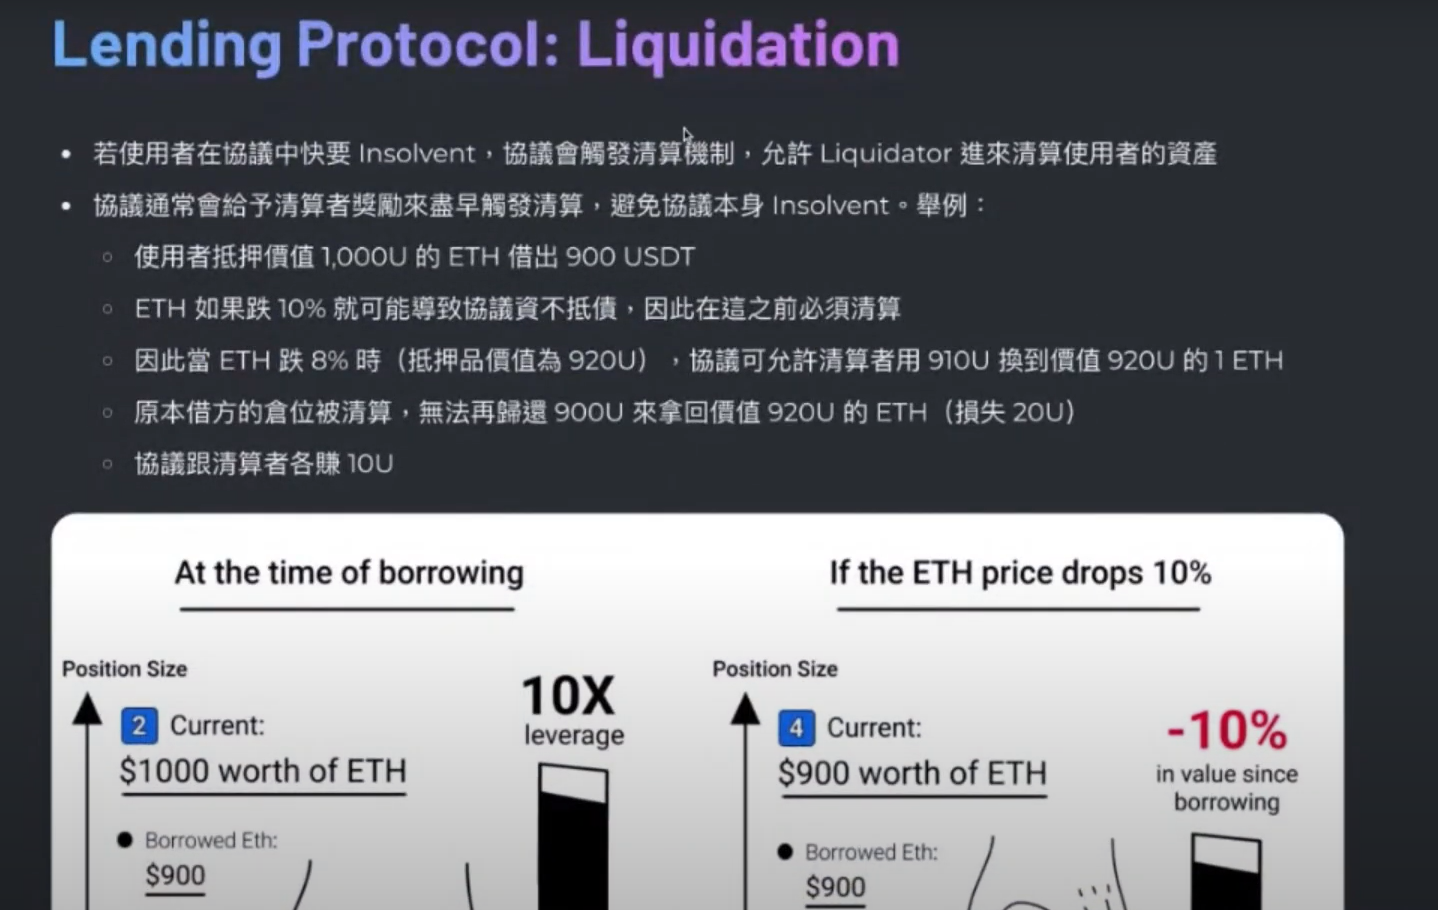 Lending Protocol: Liquidation
• 若使用者在協議中快要 Insolvent，協議會觸發清算機制，允許 Liquidator 進來清算使用者的資產
• 協議通常會給予清算者獎勵來盡早觸發清算，避免協議本身 Insolvent。舉例：
○ 使用者抵押價值 1,000U 的 ETH 借出 900 USDT
○ ETH 如果跌 10% 就可能導致協議資不抵債，因此在這之前必須清算
○ 因此當 ETH 跌 8% 時（抵押品價值為 920U），協議可允許清算者用 910U 換到價值 920U 的 1 ETH
○ 原本借方的倉位被清算，無法再歸還 900U 來拿回價值 920U 的 ETH（損失 20U）
○ 協議跟清算者各賺 10U
At the time of borrowing
Position Size
2 Current:
$1000 worth of ETH
10X
leverage
• Borrowed Eth:
$900
If the ETH price drops 10%
Position Size
4 Current:
$900 worth of ETH
-10%
in value since
borrowing
• Borrowed Eth:
$900